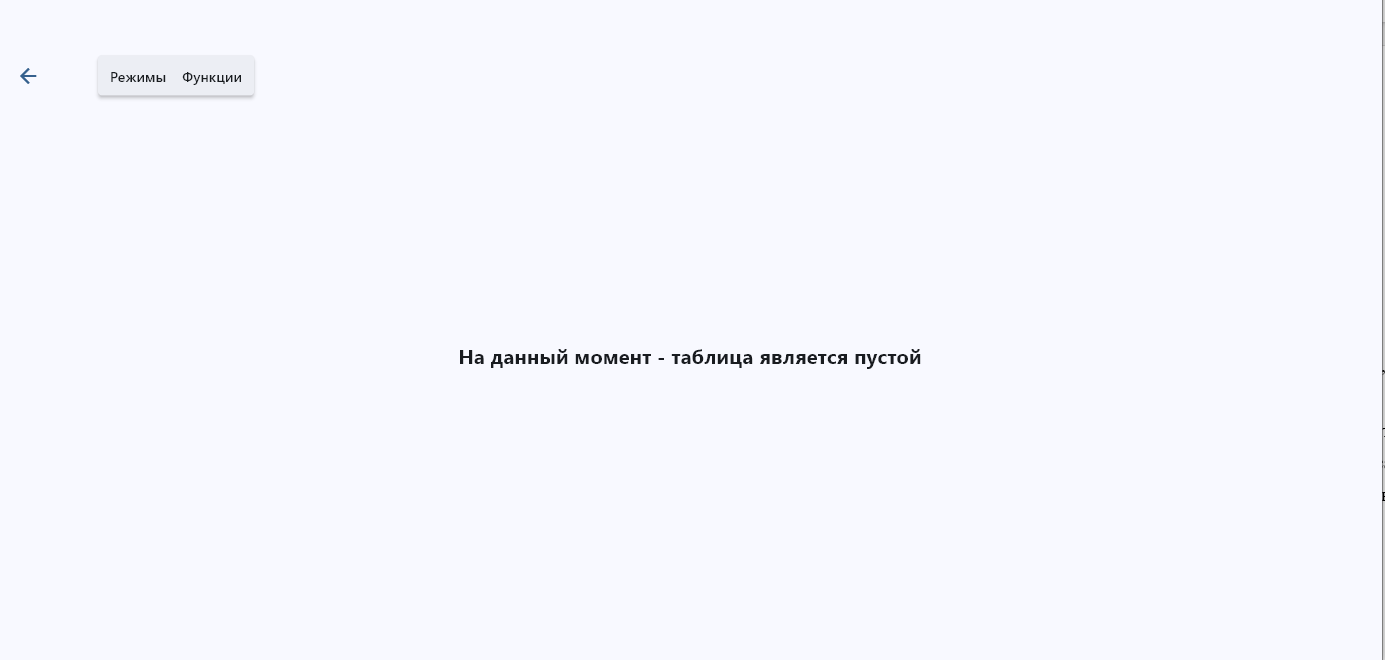 Режимы Функции
На данный момент - таблица является пустой